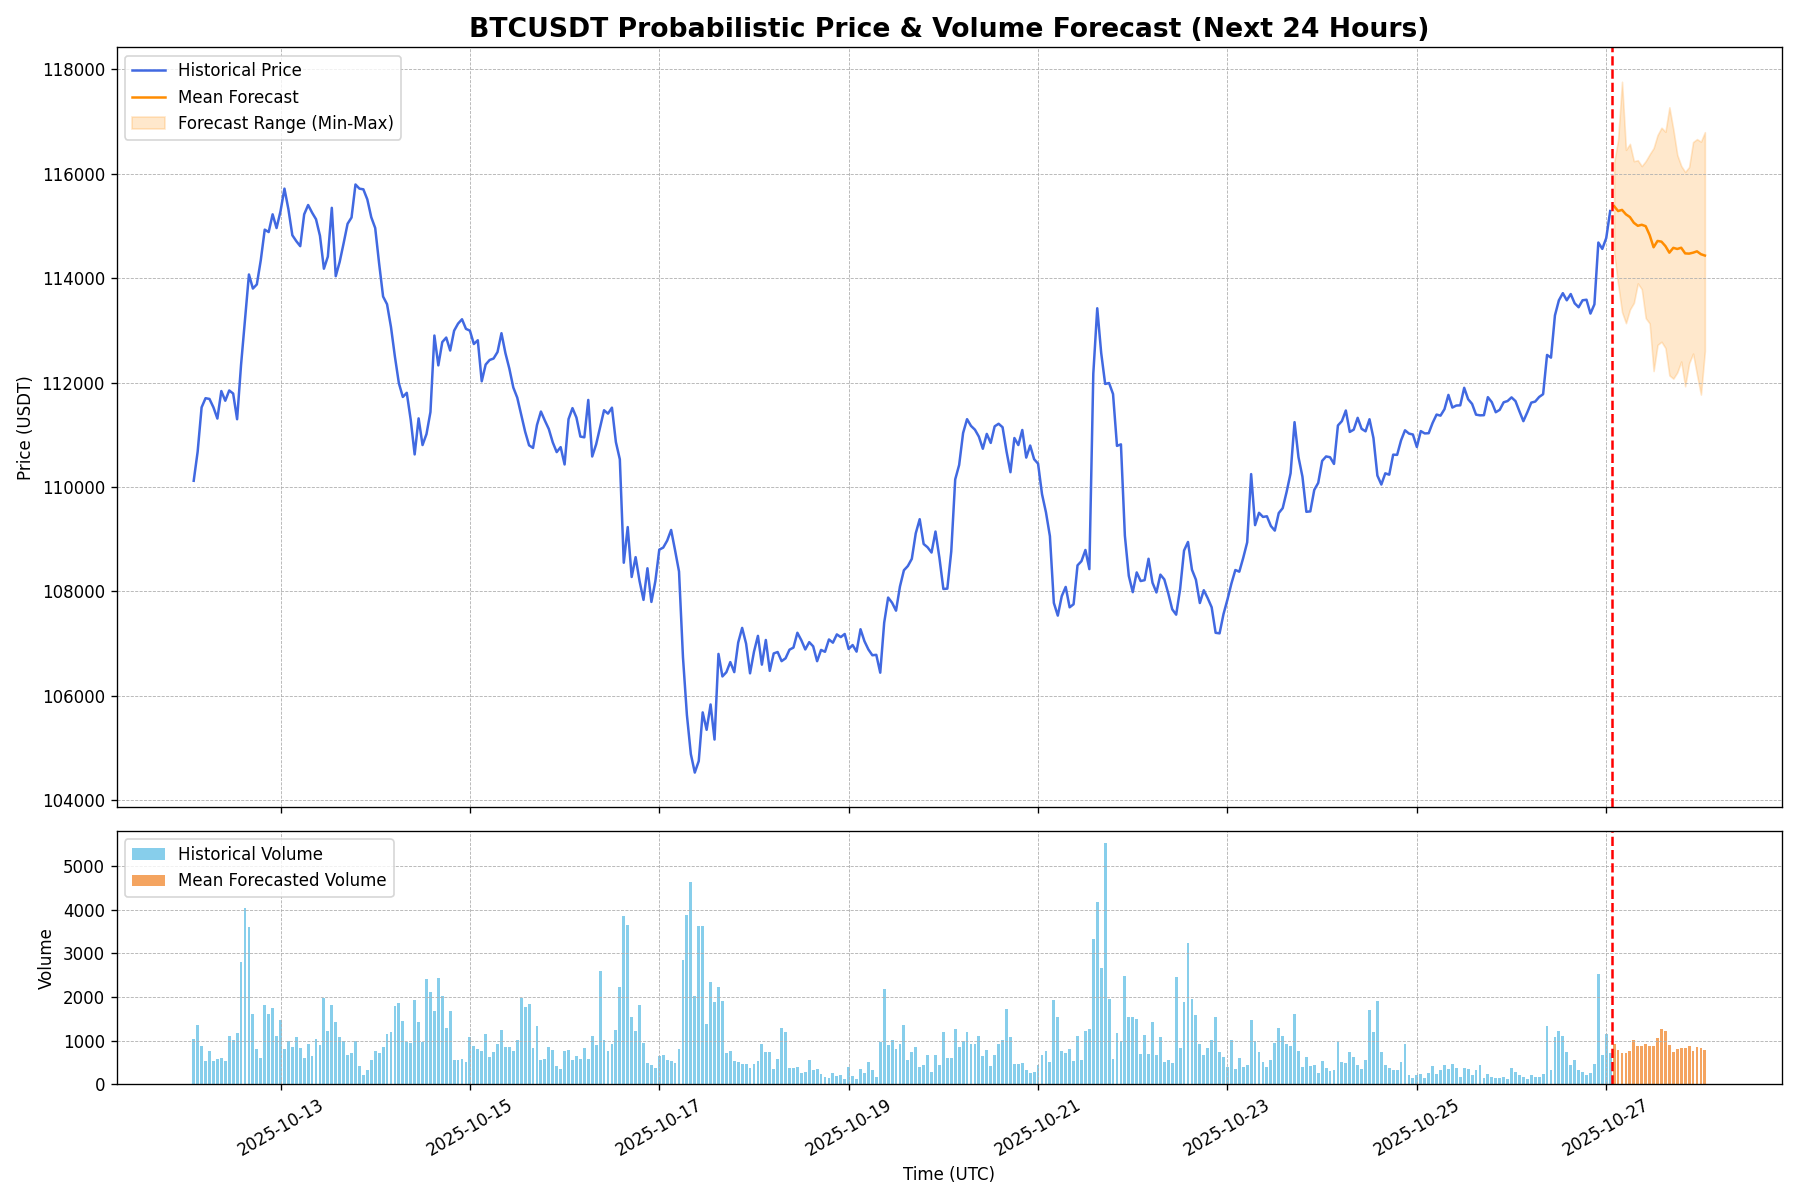 BTCUSDT Probabilistic Price & Volume Forecast (Next 24 Hours)
Historical Price
Mean Forecast
Forecast Range (Min-Max)
Price (USDT)
118000
116000
114000
112000
110000
108000
106000
104000
Historical Volume
Mean Forecasted Volume
Volume
5000
4000
3000
2000
1000
0
2025-10-13
2025-10-15
2025-10-17
2025-10-19
2025-10-21
2025-10-23
2025-10-25
2025-10-27
Time (UTC)